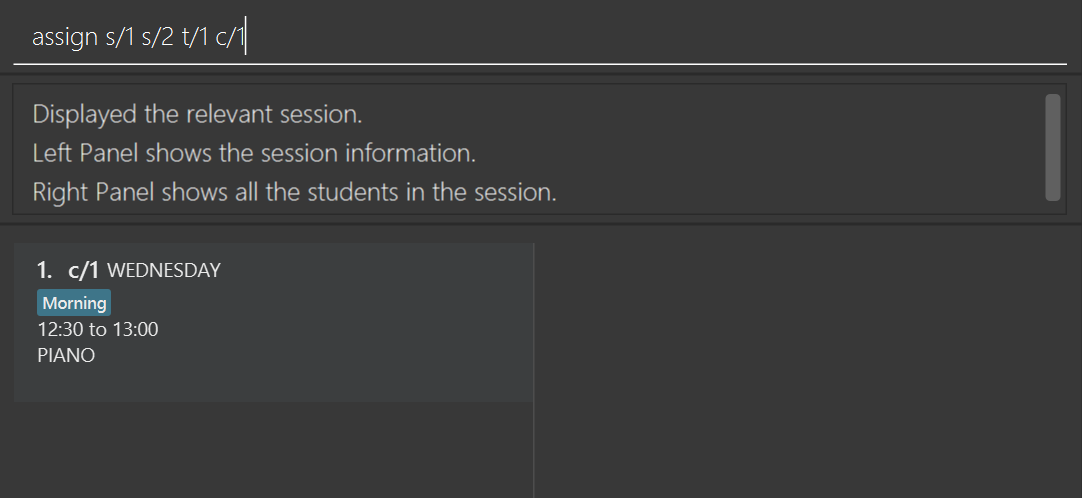 assign s/1 s/2 t/1 c/1
Displayed the relevant session.
Left Panel shows the session information.
Right Panel shows all the students in the session.
1. c/1 WEDNESDAY
Morning
12:30 to 13:00
PIANO